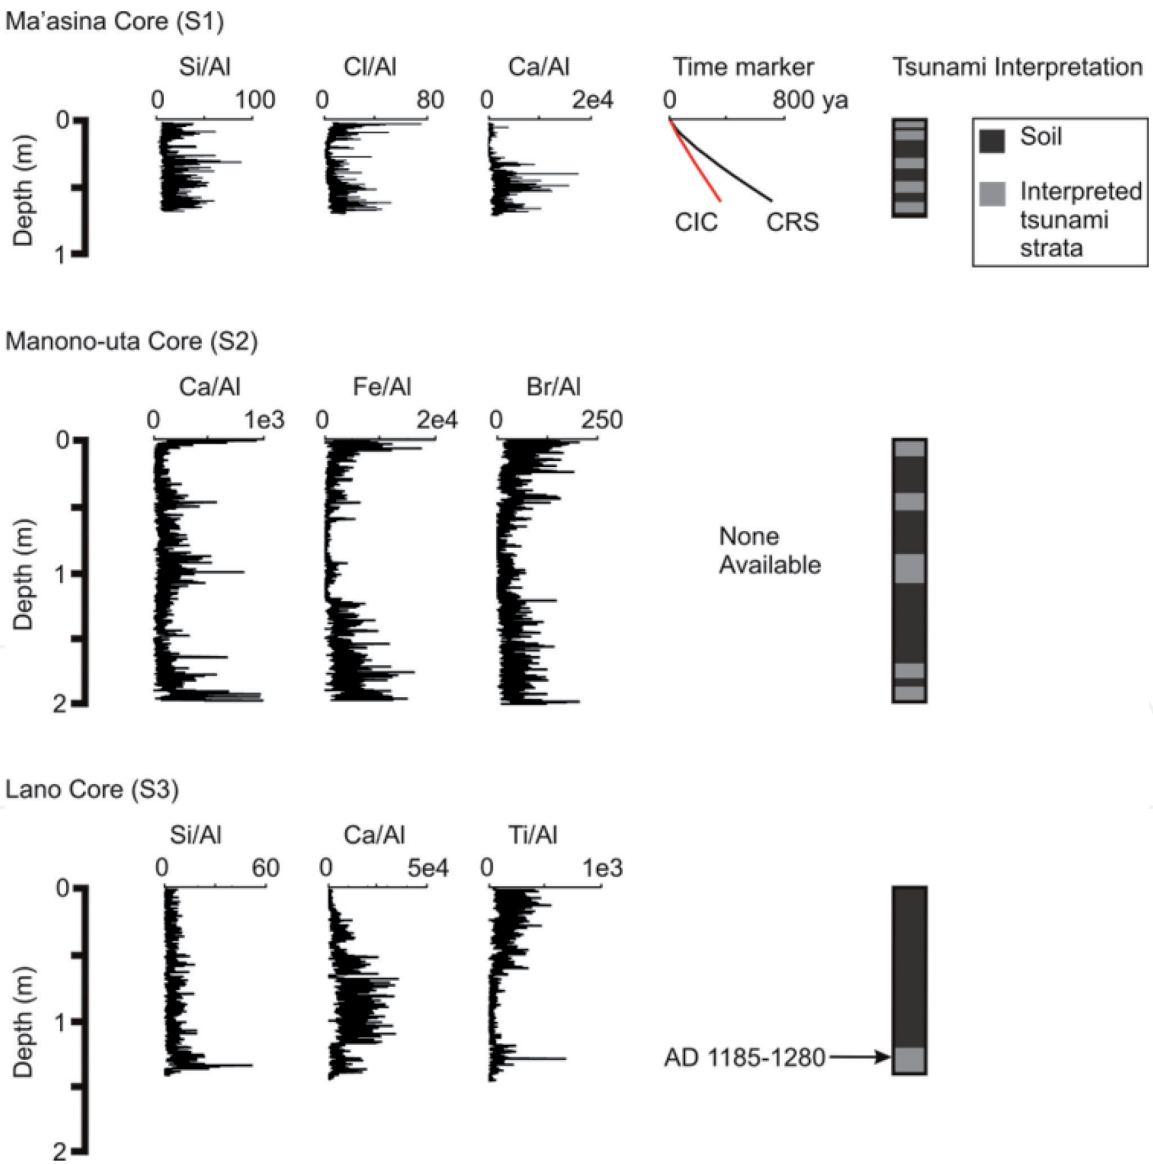 Ma'asina Core (S1)
Si/Al Cl/Al Ca/Al Time marker Tsunami Interpretation
0 100 0 80 0 2e4 0 800 ya
0
Depth (m)
1
CIC CRS
Soil
Interpreted
tsunami
strata
Manono-uta Core (S2)
Ca/Al Fe/Al Br/Al
0 1e3 0 2e4 0 250
0
Depth (m)
1
2
None
Available
Lano Core (S3)
Si/Al Ca/Al Ti/Al
0 60 0 5e4 0 1e3
0
Depth (m)
1
2
AD 1185-1280